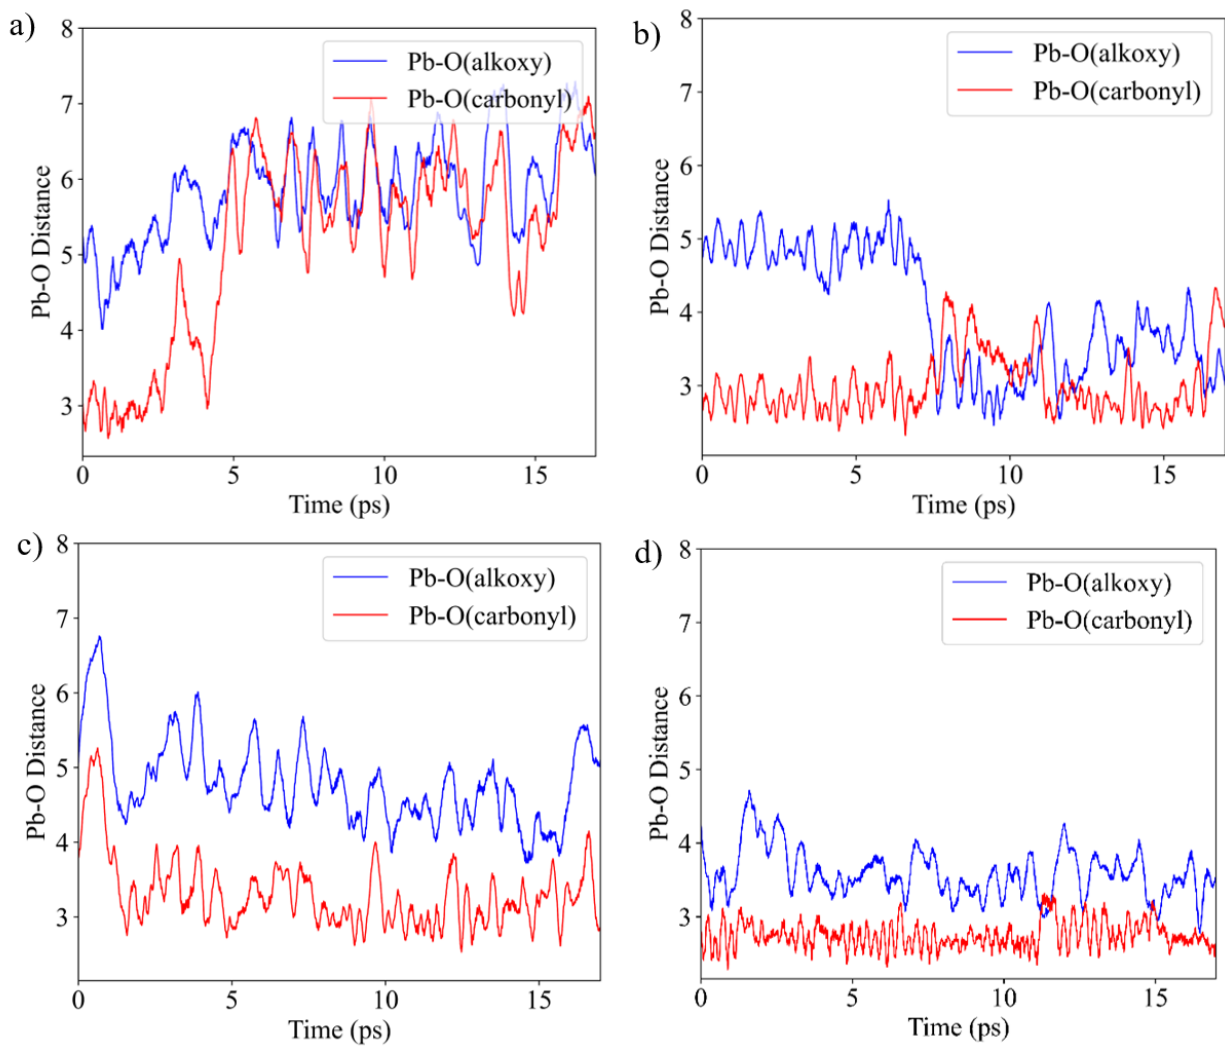 a)
8
7
6
5
4
3
Pb-O Distance
Pb-O(alkoxy)
Pb-O(carbonyl)
0
5
10
15
Time (ps)
b)
8
7
6
5
4
3
Pb-O Distance
Pb-O(alkoxy)
Pb-O(carbonyl)
0
5
10
15
Time (ps)
c)
8
7
6
5
4
3
Pb-O Distance
Pb-O(alkoxy)
Pb-O(carbonyl)
0
5
10
15
Time (ps)
d)
8
7
6
5
4
3
Pb-O Distance
Pb-O(alkoxy)
Pb-O(carbonyl)
0
5
10
15
Time (ps)